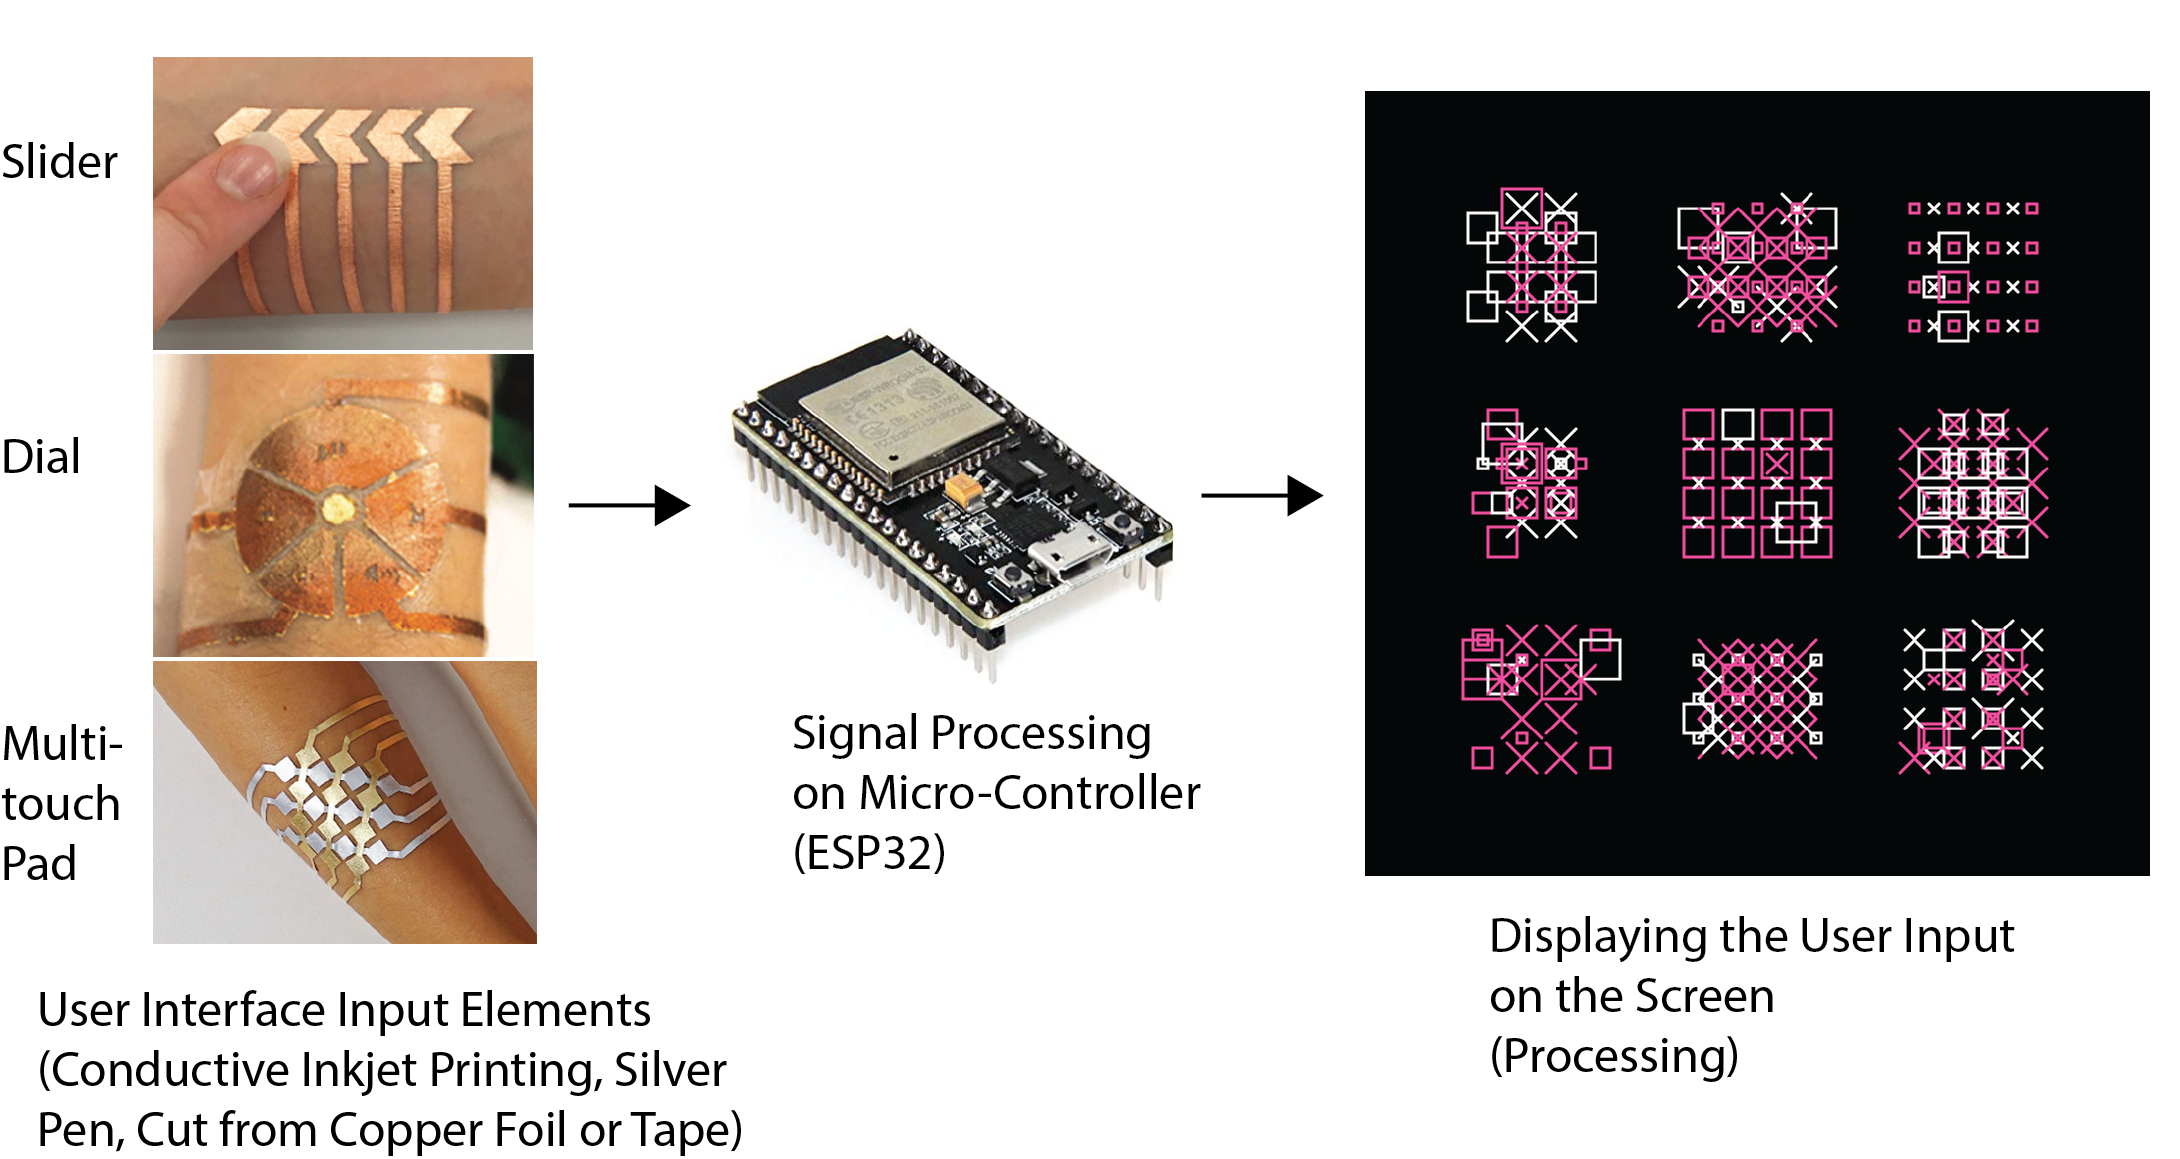 Slider
Dial
Multi-
touch
Pad
User Interface Input Elements
(Conductive Inkjet Printing, Silver
Pen, Cut from Copper Foil or Tape)
Signal Processing
on Micro-Controller
(ESP32)
Displaying the User Input
on the Screen
(Processing)